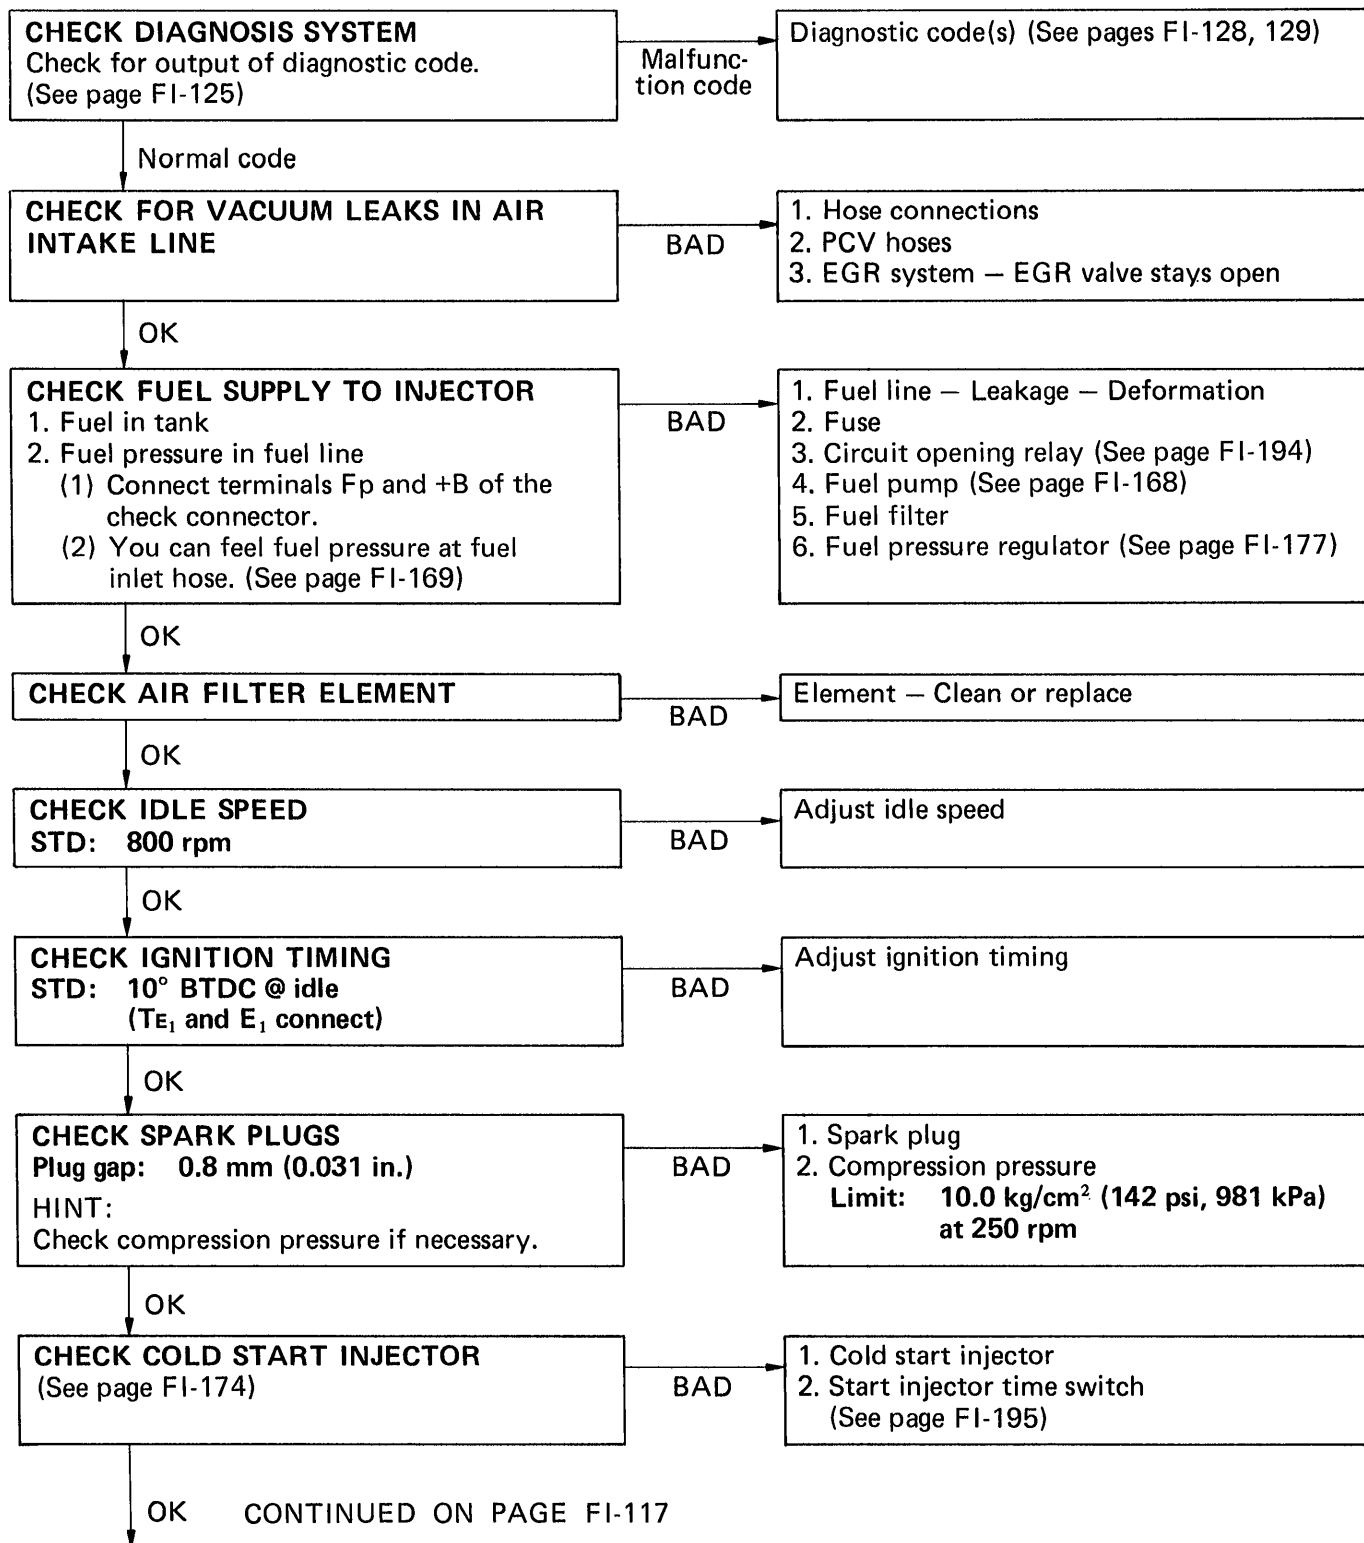 CHECK DIAGNOSIS SYSTEM
Check for output of diagnostic code.
(See page FI-125)
Malfunc-
tion code
Diagnostic code(s) (See pages FI-128, 129)
Normal code
CHECK FOR VACUUM LEAKS IN AIR
INTAKE LINE
BAD
1. Hose connections
2. PCV hoses
3. EGR system — EGR valve stays open
OK
CHECK FUEL SUPPLY TO INJECTOR
1. Fuel in tank
2. Fuel pressure in fuel line
(1) Connect terminals Fp and +B of the
check connector.
(2) You can feel fuel pressure at fuel
inlet hose. (See page FI-169)
BAD
1. Fuel line — Leakage — Deformation
2. Fuse
3. Circuit opening relay (See page FI-194)
4. Fuel pump (See page FI-168)
5. Fuel filter
6. Fuel pressure regulator (See page FI-177)
OK
CHECK AIR FILTER ELEMENT
BAD
Element — Clean or replace
OK
CHECK IDLE SPEED
STD: 800 rpm
BAD
Adjust idle speed
OK
CHECK IGNITION TIMING
STD: 10° BTDC @ idle
(TE₁ and E₁ connect)
BAD
Adjust ignition timing
OK
CHECK SPARK PLUGS
Plug gap: 0.8 mm (0.031 in.)
HINT:
Check compression pressure if necessary.
BAD
1. Spark plug
2. Compression pressure
Limit: 10.0 kg/cm² (142 psi, 981 kPa)
at 250 rpm
OK
CHECK COLD START INJECTOR
(See page FI-174)
BAD
1. Cold start injector
2. Start injector time switch
(See page FI-195)
OK CONTINUED ON PAGE FI-117